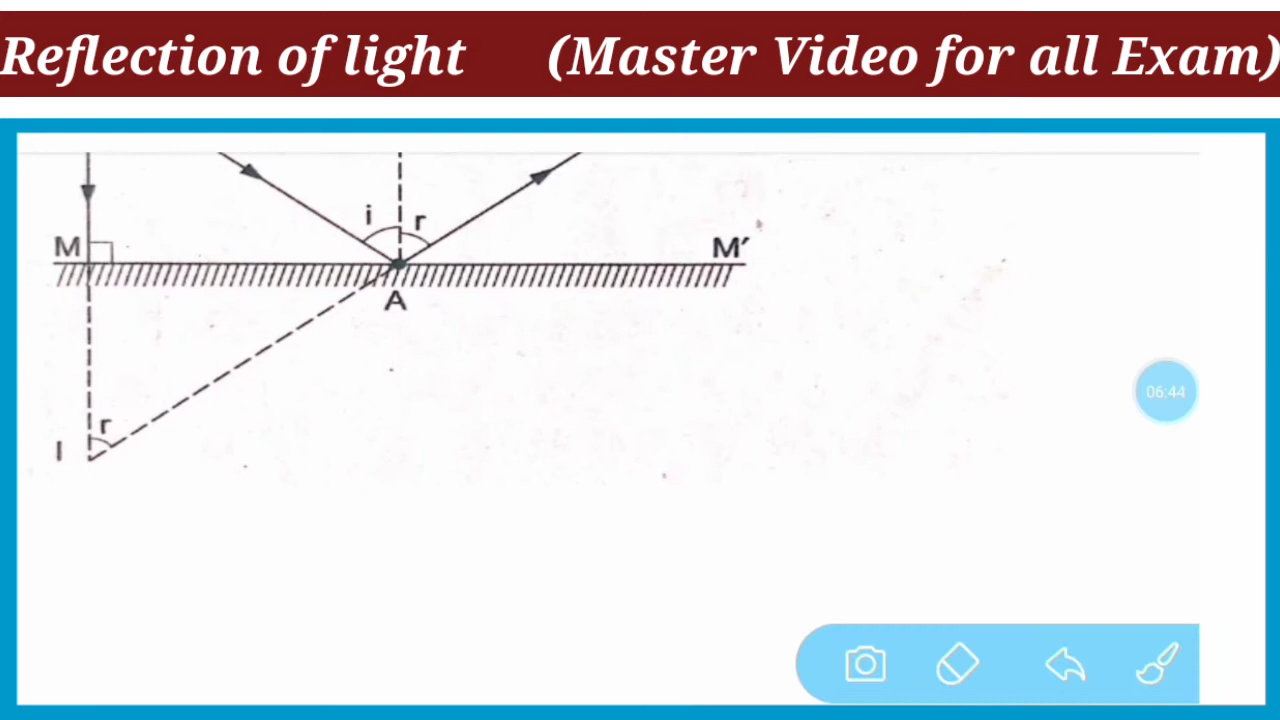 Reflection of light (Master Video for all Exam)
i r
M M′
A
r
I
06:44